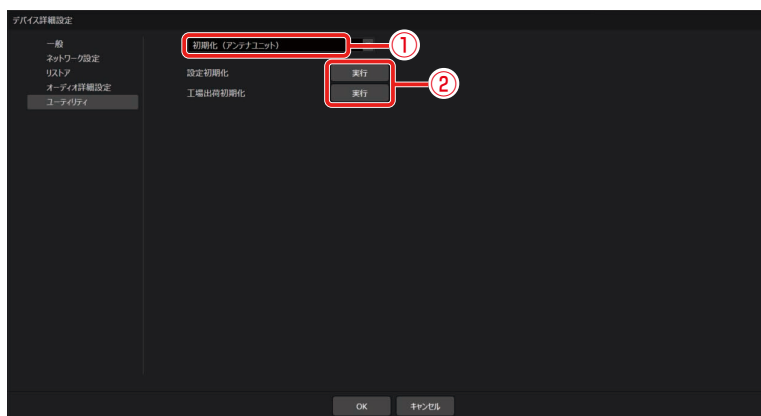 デバイス詳細設定
一般
ネットワーク設定
リストア
オーディオ詳細設定
ユーティリティ
初期化（アンテナユニット）
①
設定初期化
実行
工場出荷初期化
実行
②
OK
キャンセル